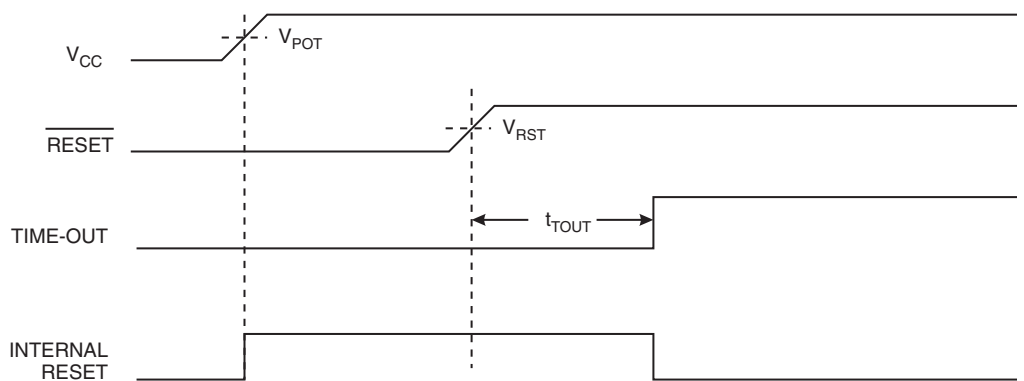 V_CC
V_POT
RESET
V_RST
TIME-OUT
t_TOUT
INTERNAL
RESET